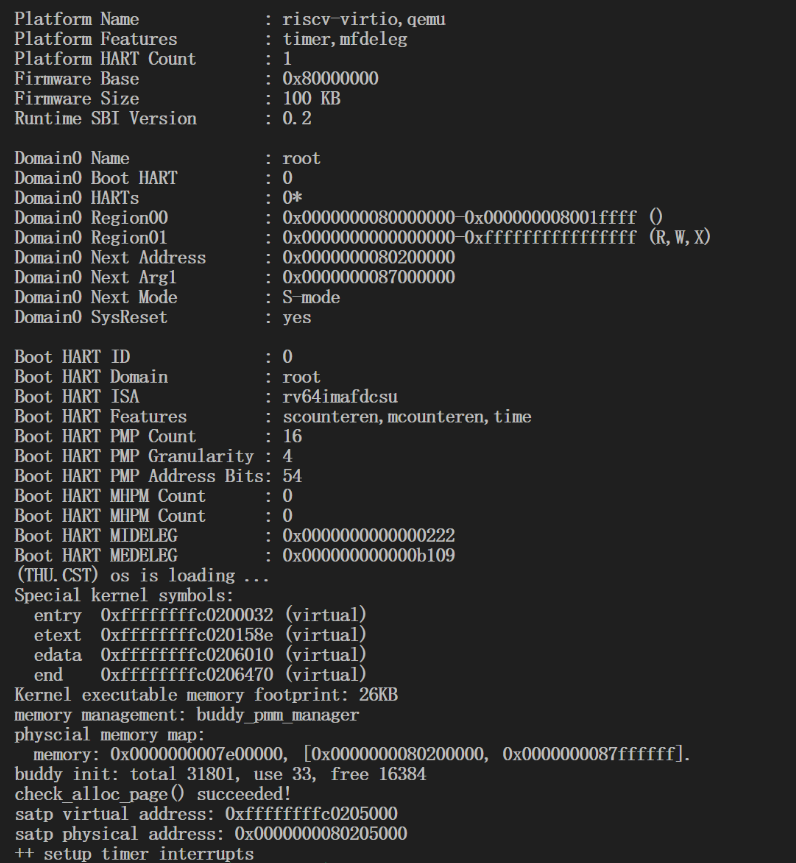 Platform Name             : riscv-virtio,qemu
Platform Features         : timer,mfdeleg
Platform HART Count       : 1
Firmware Base             : 0x80000000
Firmware Size             : 100 KB
Runtime SBI Version       : 0.2

Domain0 Name              : root
Domain0 Boot HART         : 0
Domain0 HARTs             : 0*
Domain0 Region00          : 0x0000000080000000-0x000000008001ffff ()
Domain0 Region01          : 0x0000000000000000-0xffffffffffffffff (R,W,X)
Domain0 Next Address      : 0x0000000080200000
Domain0 Next Arg1         : 0x0000000087000000
Domain0 Next Mode         : S-mode
Domain0 SysReset          : yes

Boot HART ID              : 0
Boot HART Domain          : root
Boot HART ISA             : rv64imafdcsu
Boot HART Features        : scounteren,mcounteren,time
Boot HART PMP Count       : 16
Boot HART PMP Granularity : 4
Boot HART PMP Address Bits: 54
Boot HART MHPM Count      : 0
Boot HART MHPM Count      : 0
Boot HART MIDELEG         : 0x0000000000000222
Boot HART MEDELEG         : 0x000000000000b109
(THU.CST) os is loading ...
Special kernel symbols:
  entry  0xffffffffc0200032 (virtual)
  etext  0xffffffffc020158e (virtual)
  edata  0xffffffffc0206010 (virtual)
  end    0xffffffffc0206470 (virtual)
Kernel executable memory footprint: 26KB
memory management: buddy_pmm_manager
physcial memory map:
  memory: 0x0000000007e00000, [0x0000000080200000, 0x0000000087ffffff].
buddy init: total 31801, use 33, free 16384
check_alloc_page() succeeded!
satp virtual address: 0xffffffffc0205000
satp physical address: 0x0000000080205000
++ setup timer interrupts